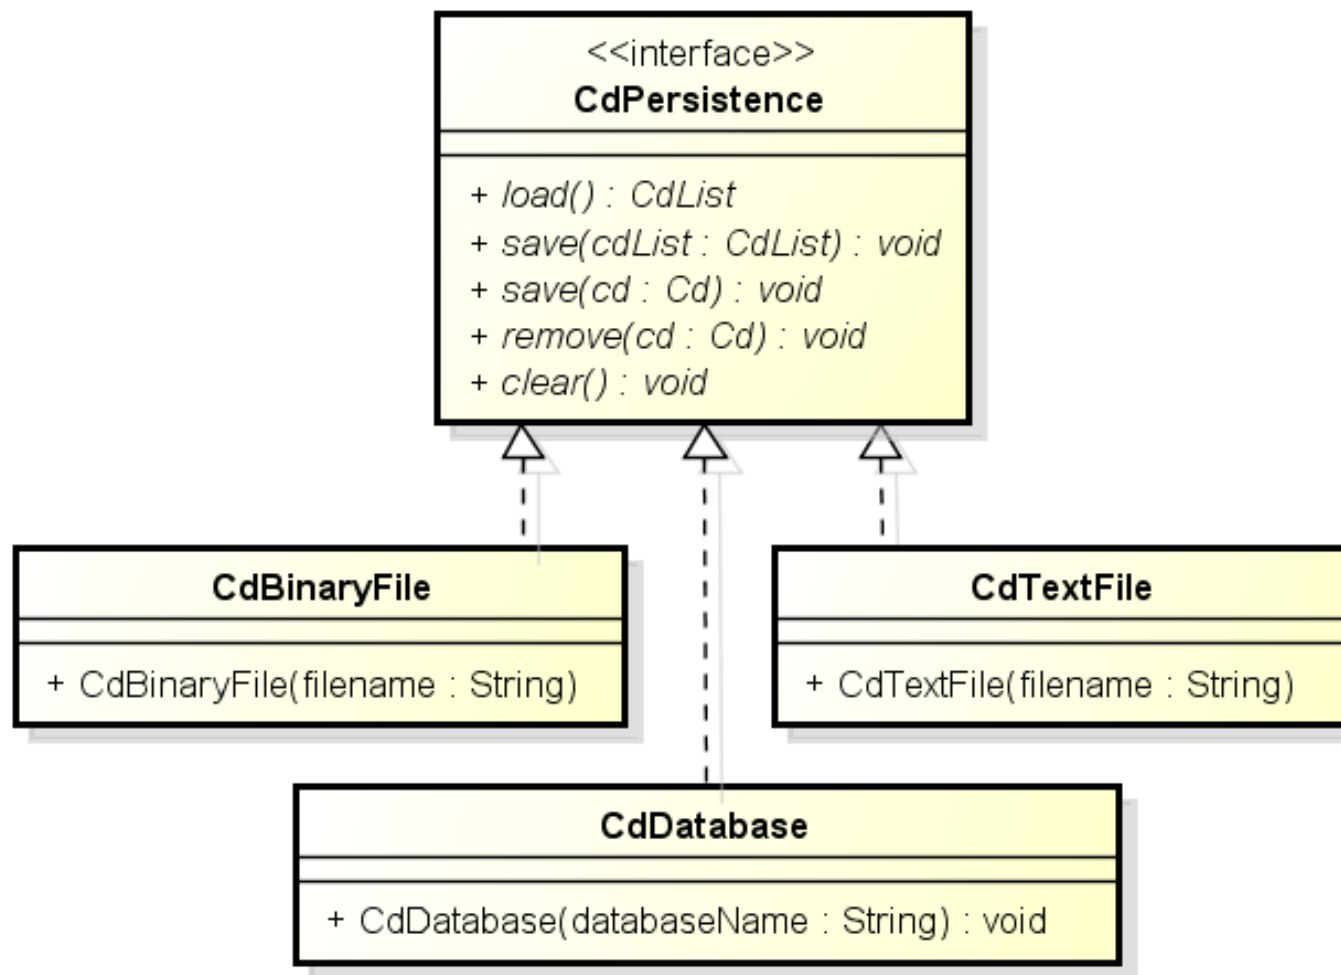 <<interface>>
CdPersistence
+ load() : CdList
+ save(cdList : CdList) : void
+ save(cd : Cd) : void
+ remove(cd : Cd) : void
+ clear() : void
CdBinaryFile
+ CdBinaryFile(filename : String)
CdTextFile
+ CdTextFile(filename : String)
CdDatabase
+ CdDatabase(databaseName : String) : void